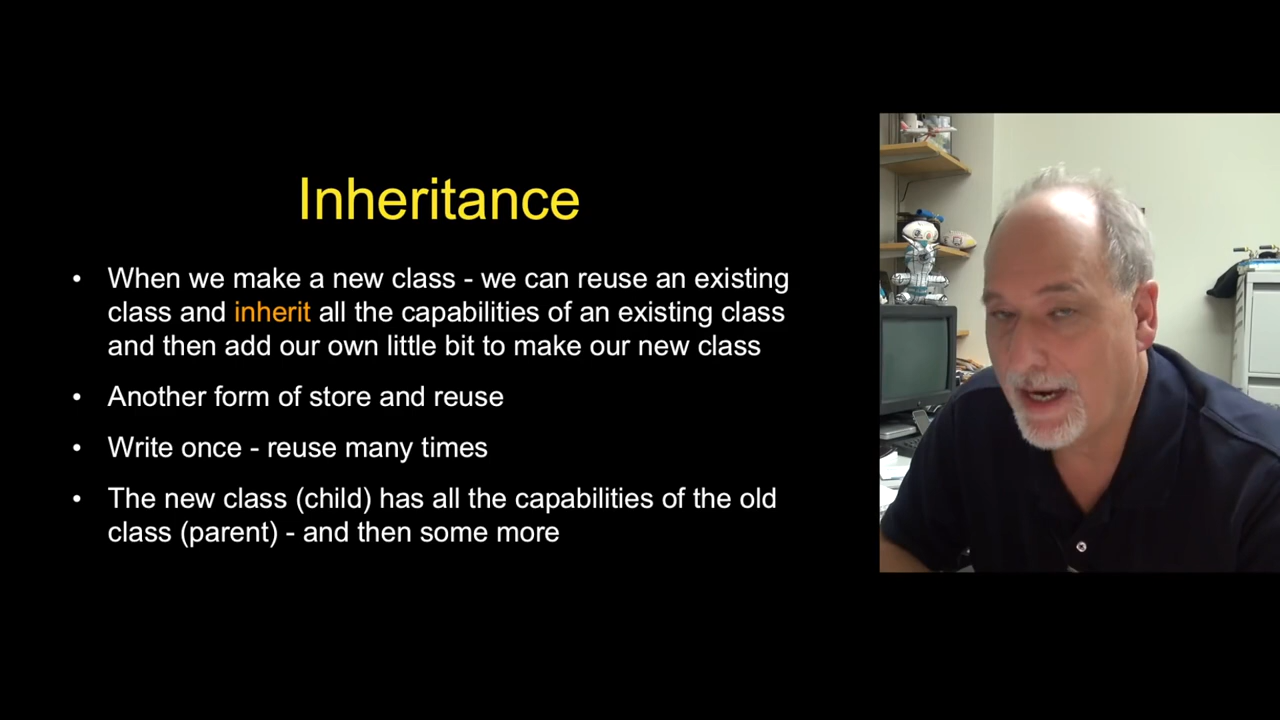 Inheritance
• When we make a new class - we can reuse an existing
class and inherit all the capabilities of an existing class
and then add our own little bit to make our new class
• Another form of store and reuse
• Write once - reuse many times
• The new class (child) has all the capabilities of the old
class (parent) - and then some more